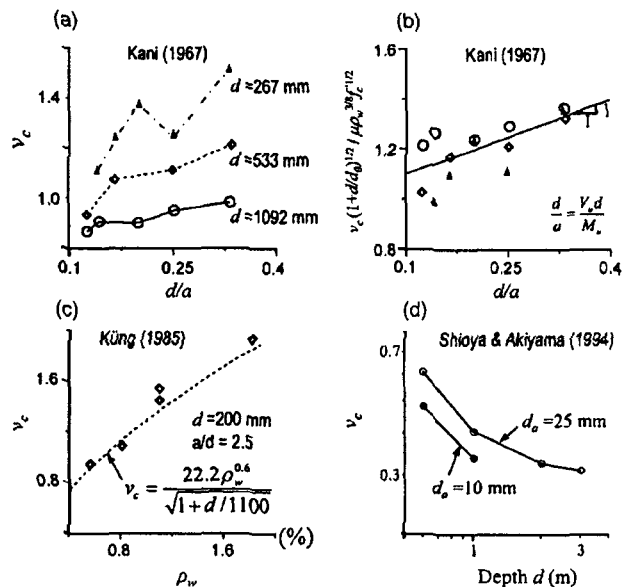 (a)
Kani (1967)
d ≈267 mm
d ≈533 mm
d ≈1092 mm
1.4
1.0
ν_c
0.1
0.25
0.4
d/a
(b)
Kani (1967)
1.6
1.2
0.8
ν_c (1+d/d_0)^{1/2} / μρ_w^{3/8} f_c^{1/2}
1
d/a = V_u d / M_u
0.1
0.25
0.4
d/a
(c)
Küng (1985)
1.6
0.8
ν_c
d =200 mm
a/d = 2.5
ν_c = 22.2ρ_w^{0.6} / √1+d/1100
0.8
1.6
(%)
ρ_w
(d)
Shioya & Akiyama (1994)
0.7
0.3
ν_c
d_a=25 mm
d_a=10 mm
1
3
Depth d (m)